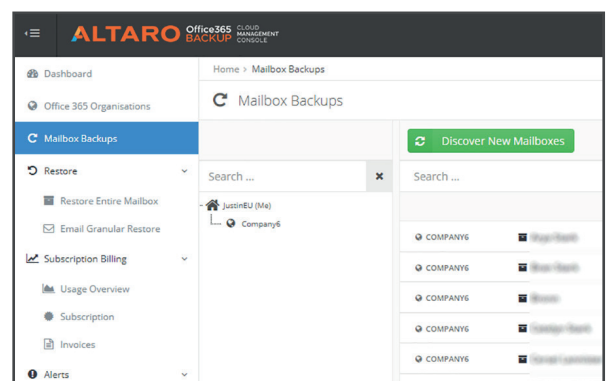 ALTARO Office365 BACKUP CLOUD MANAGEMENT CONSOLE
Dashboard
Office 365 Organisations
Mailbox Backups
Restore
Restore Entire Mailbox
Email Granular Restore
Subscription Billing
Usage Overview
Subscription
Invoices
Alerts
Home > Mailbox Backups
Mailbox Backups
Search ...
JustinEU (Me)
Company6
Discover New Mailboxes
Search ...
COMPANY6
COMPANY6
COMPANY6
COMPANY6
COMPANY6